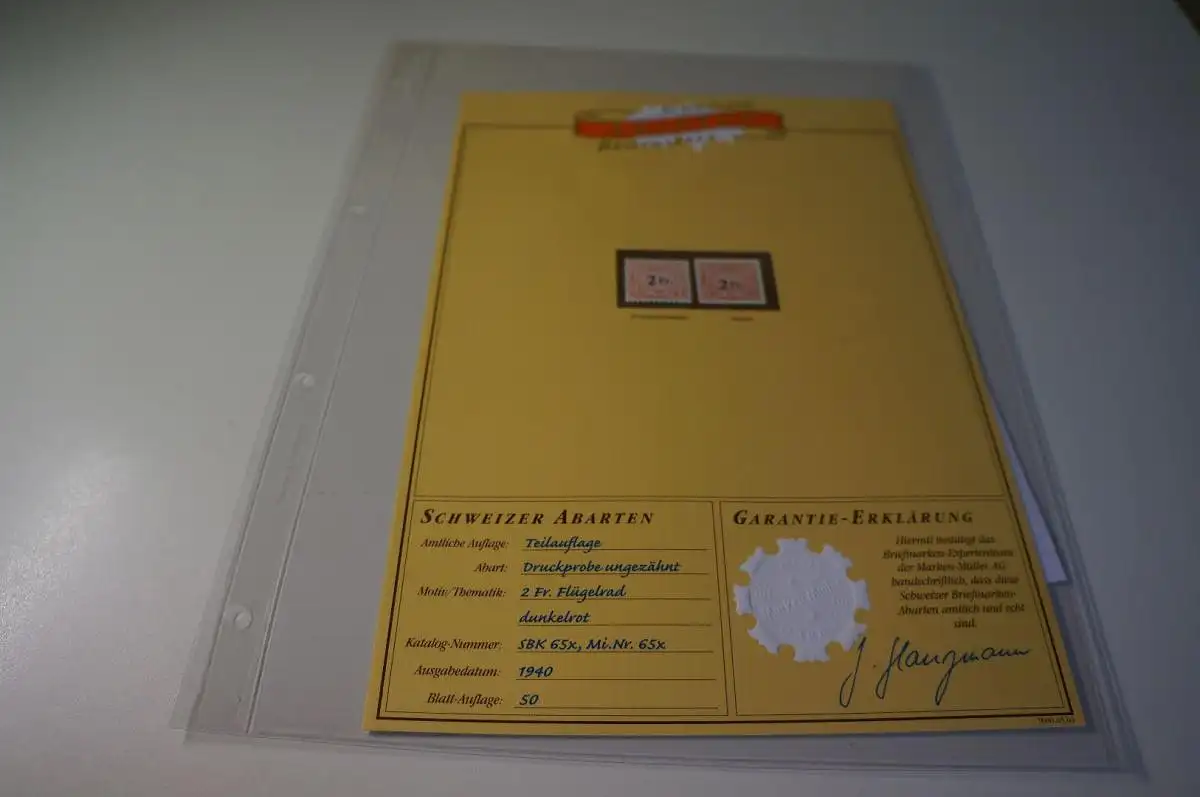 2 Fr.
2 Fr.
SCHWEIZER ABARTEN
Amtliche Auflage: Teilauflage
Abart: Druckprobe ungezähnt
Motiv/Thematik: 2 Fr. Flügelrad
dunkelrot
Katalog-Nummer: SBK 65x, Mi.Nr. 65x
Ausgabedatum: 1940
Blatt-Auflage: 50
GARANTIE-ERKLÄRUNG
Hiermit bestätigt das
Briefmarken-Expertenteam
der Marken-Müller AG
handschriftlich, dass diese
Schweizer Briefmarken-
Abarten amtlich und echt
sind.